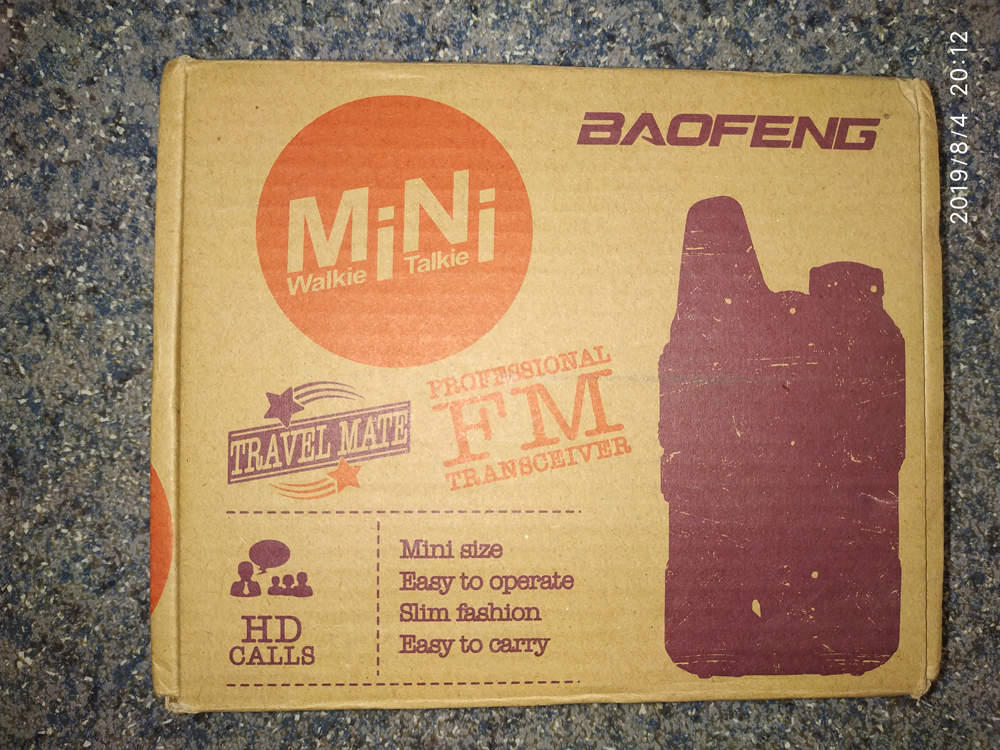 BAOFENG
MiNi
Walkie Talkie
TRAVEL MATE
PROFESSIONAL
FM
TRANSCEIVER
HD
CALLS
Mini size
Easy to operate
Slim fashion
Easy to carry
2019/8/4 20:12